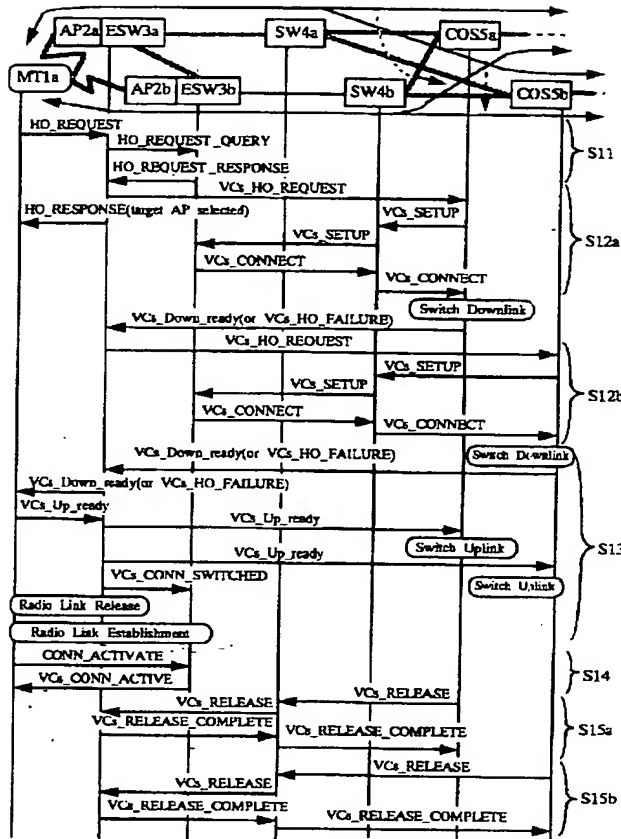 AP2a ESW3a SW4a COS5a
MT1a AP2b ESW3b SW4b COS5b
HO_REQUEST
HO_REQUEST_QUERY
HO_REQUEST_RESPONSE
S11
VCs_HO_REQUEST
HO_RESPONSE(target AP selected)
VCs_SETUP
VCs_SETUP
S12a
VCs_CONNECT
VCs_CONNECT
Switch Downlink
VCs_Down_ready(or VCs_HO_FAILURE)
VCs_HO_REQUEST
VCs_SETUP
VCs_SETUP
S12b
VCs_CONNECT
VCs_CONNECT
VCs_Down_ready(or VCs_HO_FAILURE)
Switch Downlink
VCs_Down_ready(or VCs_HO_FAILURE)
VCs_Up_ready
VCs_Up_ready
Switch Uplink
S13
VCs_Up_ready
VCs_CONN_SWITCHED
Switch Uplink
Radio Link Release
Radio Link Establishment
CONN_ACTIVATE
S14
VCs_CONN_ACTIVE
VCs_RELEASE
VCs_RELEASE
VCs_RELEASE_COMPLETE
VCs_RELEASE_COMPLETE
S15a
VCs_RELEASE
VCs_RELEASE
VCs_RELEASE_COMPLETE
S15b
VCs_RELEASE_COMPLETE